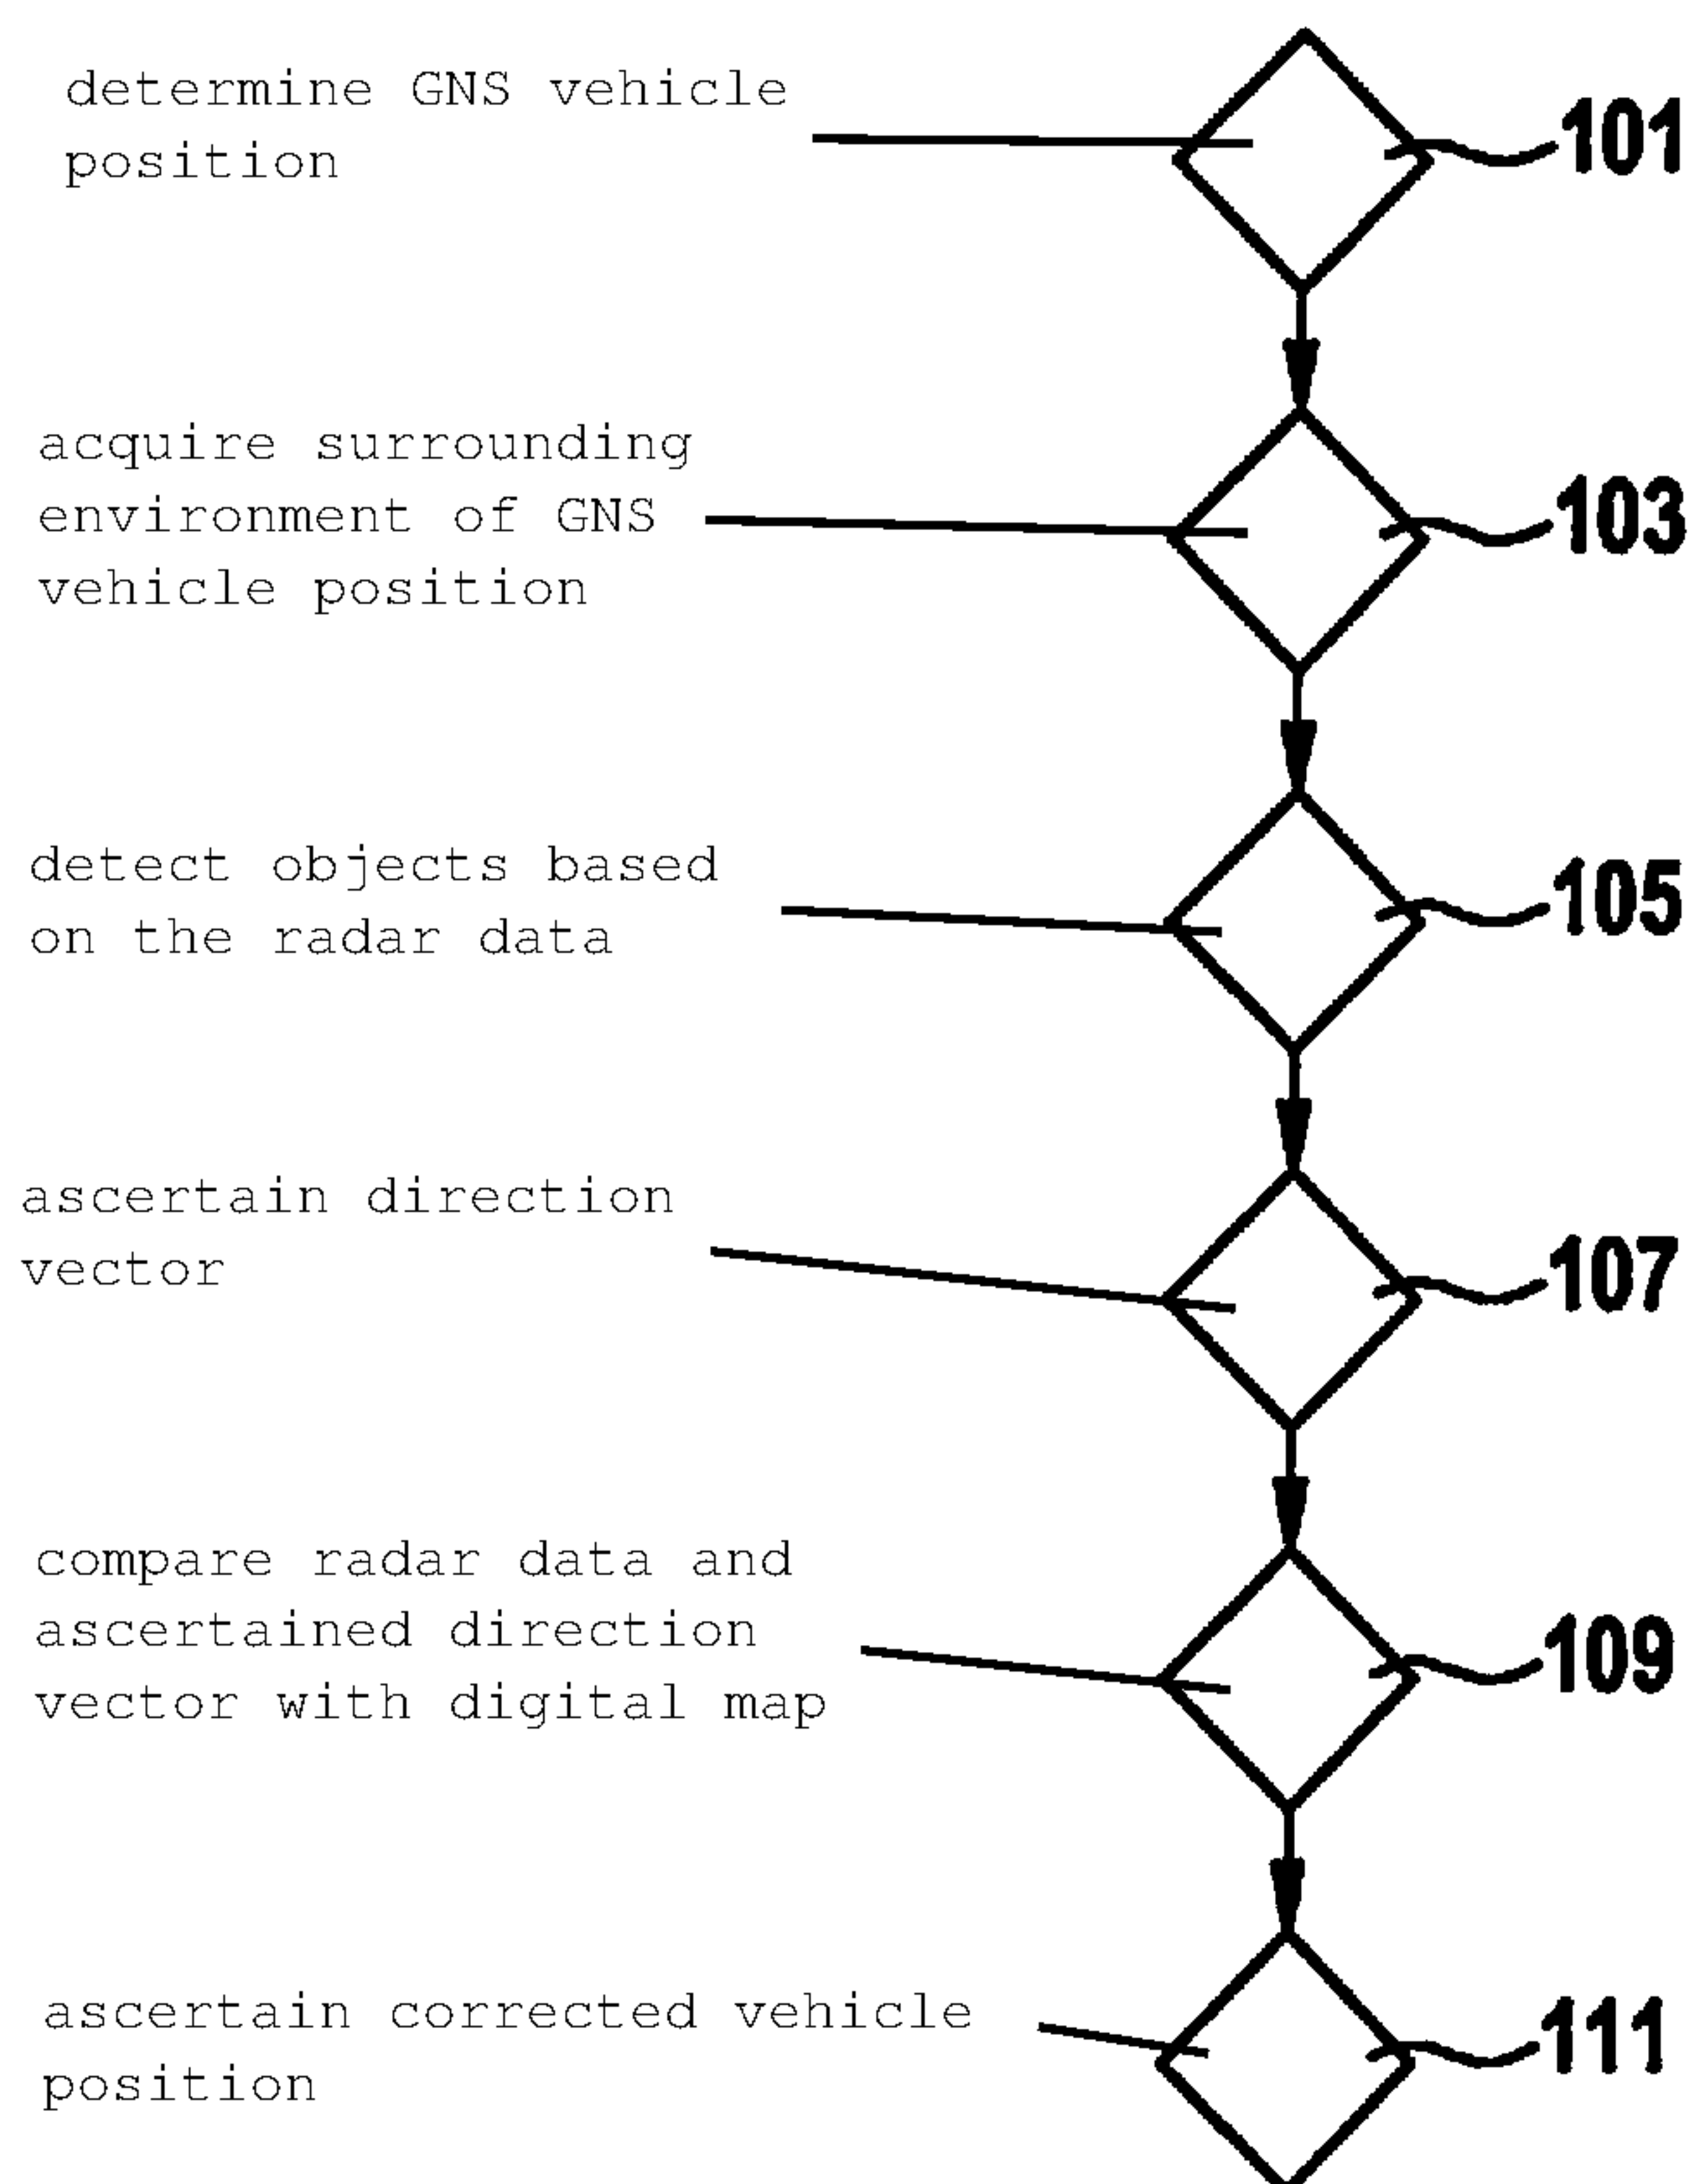 determine GNS vehicle
position
101
acquire surrounding
environment of GNS
vehicle position
103
detect objects based
on the radar data
105
ascertain direction
vector
107
compare radar data and
ascertained direction
vector with digital map
109
ascertain corrected vehicle
position
111